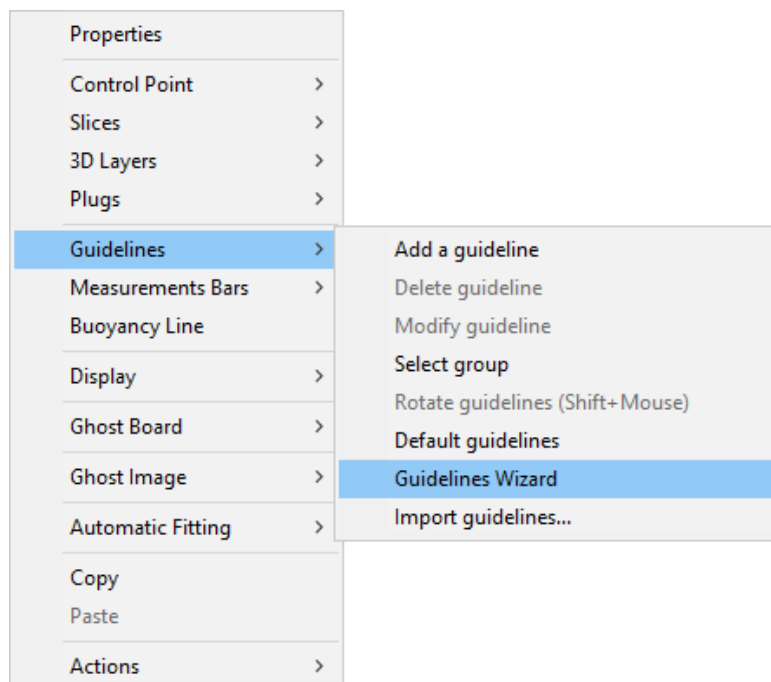 Properties
Control Point
Slices
3D Layers
Plugs
Guidelines
Measurements Bars
Buoyancy Line
Display
Ghost Board
Ghost Image
Automatic Fitting
Copy
Paste
Actions
Add a guideline
Delete guideline
Modify guideline
Select group
Rotate guidelines (Shift+Mouse)
Default guidelines
Guidelines Wizard
Import guidelines...